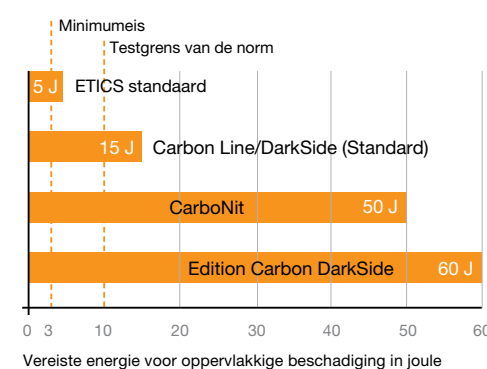 Minimumeis
Testgrens van de norm
5 J ETICS standaard
15 J Carbon Line/DarkSide (Standard)
CarboNit 50 J
Edition Carbon DarkSide 60 J
0 3 10 20 30 40 50 60
Vereiste energie voor oppervlakkige beschadiging in joule